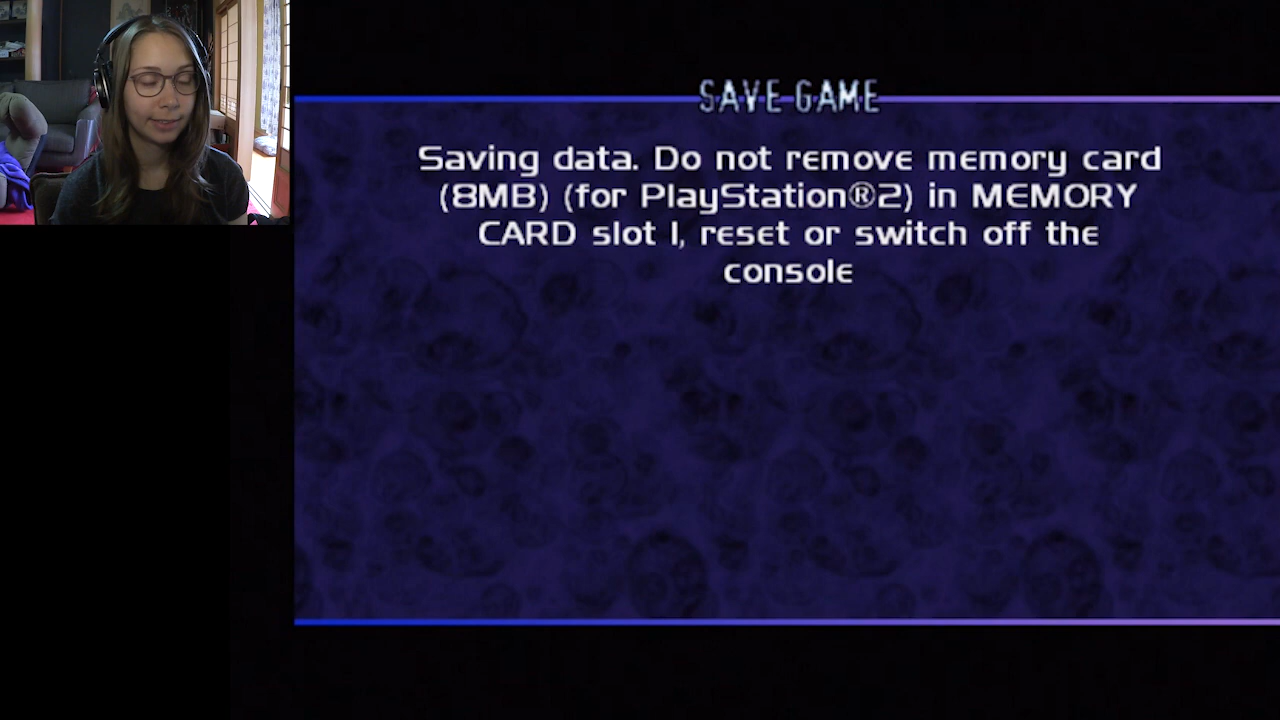 SAVE GAME
Saving data. Do not remove memory card
(8MB) (for PlayStation®2) in MEMORY
CARD slot 1, reset or switch off the
console